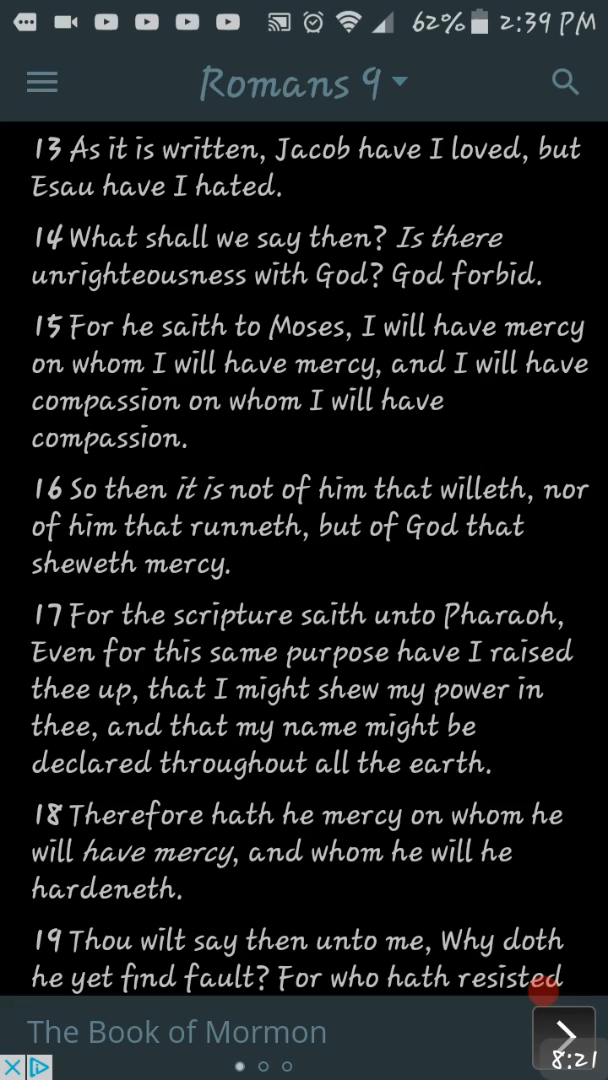 62% 2:39 PM
Romans 9
13 As it is written, Jacob have I loved, but
Esau have I hated.
14 What shall we say then? Is there
unrighteousness with God? God forbid.
15 For he saith to Moses, I will have mercy
on whom I will have mercy, and I will have
compassion on whom I will have
compassion.
16 So then it is not of him that willeth, nor
of him that runneth, but of God that
sheweth mercy.
17 For the scripture saith unto Pharaoh,
Even for this same purpose have I raised
thee up, that I might shew my power in
thee, and that my name might be
declared throughout all the earth.
18 Therefore hath he mercy on whom he
will have mercy, and whom he will he
hardeneth.
19 Thou wilt say then unto me, Why doth
he yet find fault? For who hath resisted
The Book of Mormon
8:21